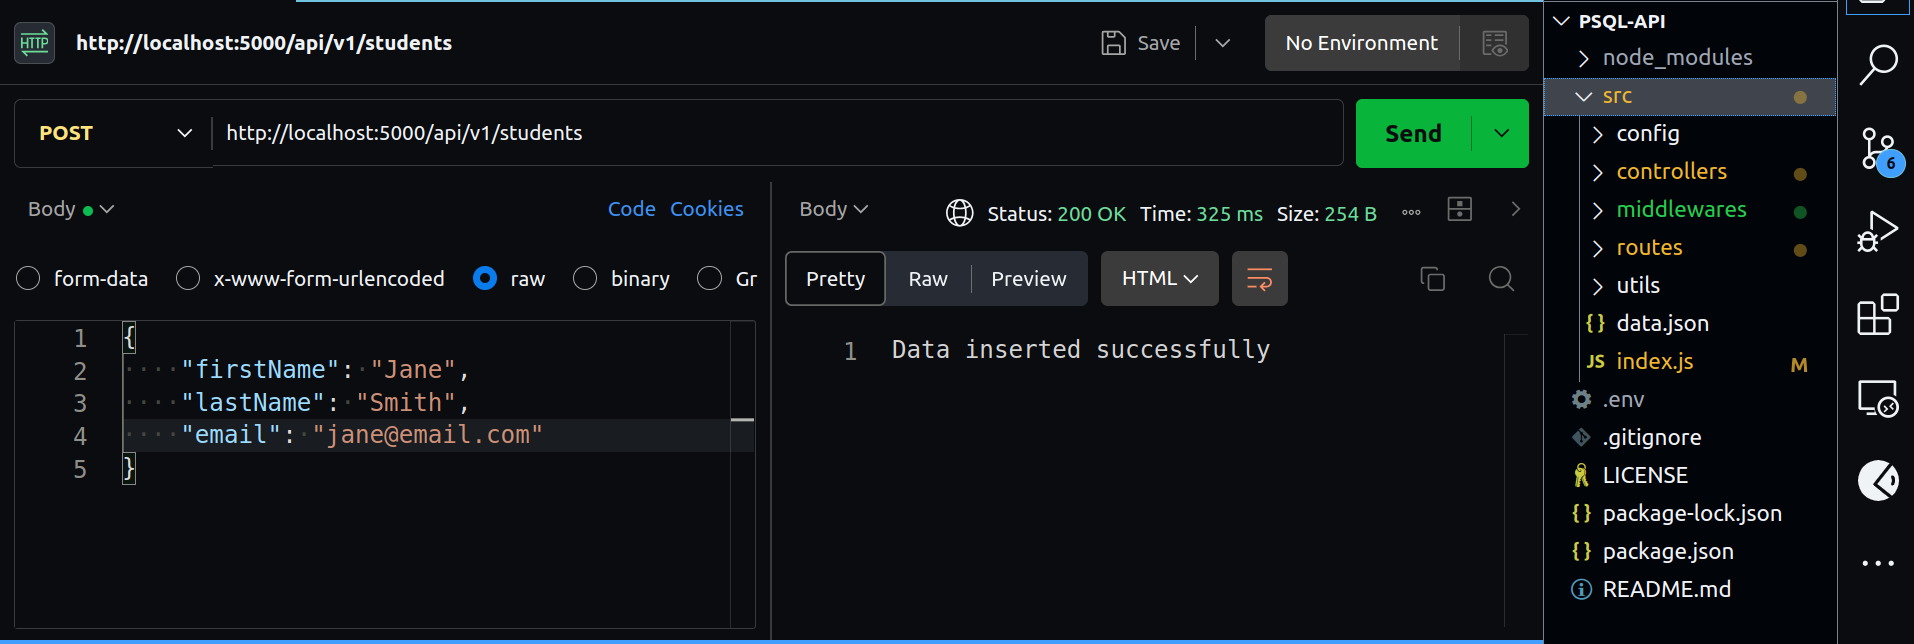 HTTP
http://localhost:5000/api/v1/students
Save
No Environment
POST
http://localhost:5000/api/v1/students
Send
Body
Code Cookies
form-data x-www-form-urlencoded raw binary Gr
1 {
2 "firstName": "Jane",
3 "lastName": "Smith",
4 "email": "jane@email.com"
5 }
Body
Status: 200 OK Time: 325 ms Size: 254 B
Pretty Raw Preview HTML
1 Data inserted successfully
PSQL-API
node_modules
src
config
controllers
middlewares
routes
utils
{} data.json
JS index.js M
.env
.gitignore
LICENSE
{} package-lock.json
{} package.json
README.md
6